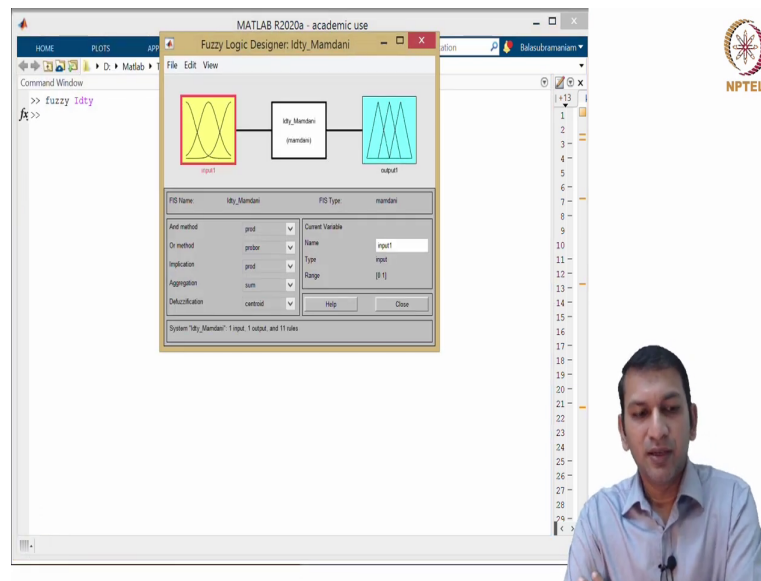 MATLAB R2020a - academic use
HOME PLOTS APP
ation
Balasubramaniam
D: Matlab T
Command Window
>> fuzzy Idty
fx >>
Fuzzy Logic Designer: Idty_Mamdani
File Edit View
Idty_Mamdani
(mamdani)
input1
output1
FIS Name: Idty_Mamdani FIS Type: mamdani
And method prod
Or method probor
Implication prod
Aggregation sum
Defuzzification centroid
Current Variable
Name input1
Type input
Range [0 1]
Help Close
System "Idty_Mamdani": 1 input, 1 output, and 11 rules
+13
1
2
3 -
4 -
5
6 -
7 -
8 -
9
10
11 -
12 -
13 -
14 -
15 -
16
17 -
18 -
19 -
20 -
21 -
22
23
24
25 -
26 -
27 -
28
29 -
NPTEL